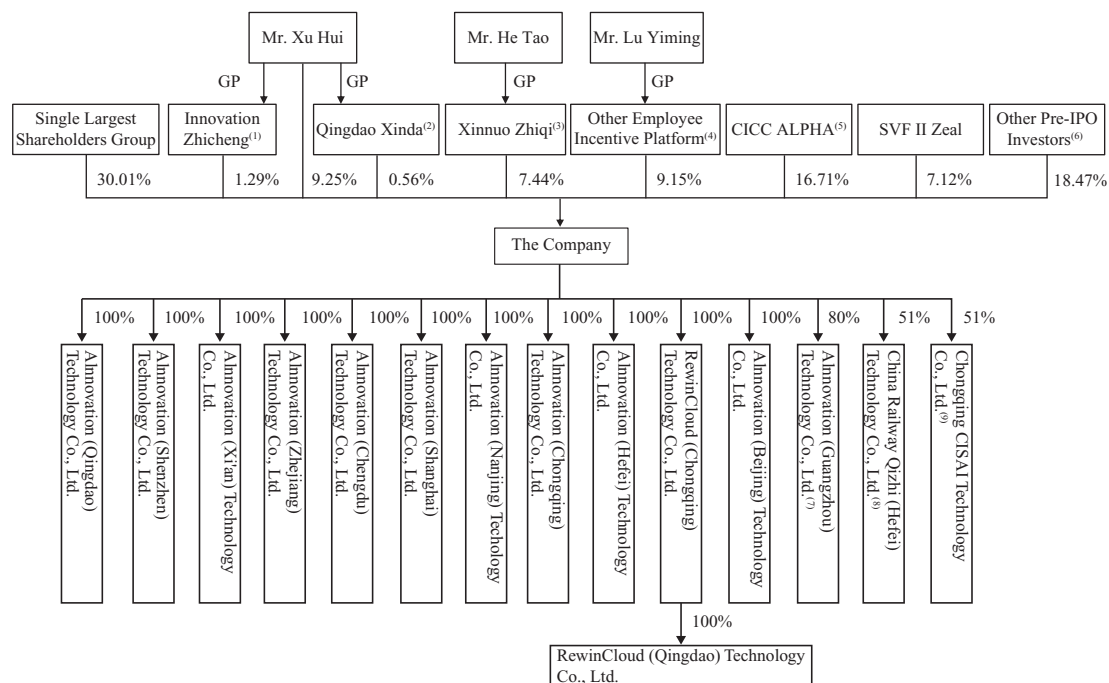 Mr. Xu Hui
Mr. He Tao
Mr. Lu Yiming
GP
GP
GP
GP
Single Largest
Shareholders Group
Innovation
Zhicheng(1)
Qingdao Xinda(2)
Xinnuo Zhiqi(3)
Other Employee
Incentive Platform(4)
CICC ALPHA(5)
SVF II Zeal
Other Pre-IPO
Investors(6)
30.01%
1.29%
9.25%
0.56%
7.44%
9.15%
16.71%
7.12%
18.47%
The Company
100%
100%
100%
100%
100%
100%
100%
100%
100%
100%
100%
80%
51%
51%
AInnovation (Qingdao)
Technology Co., Ltd.
AInnovation (Shenzhen)
Technology Co., Ltd.
AInnovation (Xi'an) Technology
Co., Ltd.
AInnovation (Zhejiang)
Technology Co., Ltd.
AInnovation (Chengdu)
Technology Co., Ltd.
AInnovation (Shanghai)
Technology Co., Ltd.
AInnovation (Nanjing) Techology
Co., Ltd.
AInnovation (Chongqing)
Technology Co., Ltd.
AInnovation (Hefei) Technology
Co., Ltd.
RewinCloud (Chongqing)
Technology Co., Ltd.
AInnovation (Beijing) Technology
Co., Ltd.
AInnovation (Guangzhou)
Technology Co., Ltd.(7)
China Railway Qizhi (Hefei)
Technology Co., Ltd.(8)
Chongqing CISAI Technology
Co., Ltd.(9)
100%
RewinCloud (Qingdao) Technology
Co., Ltd.